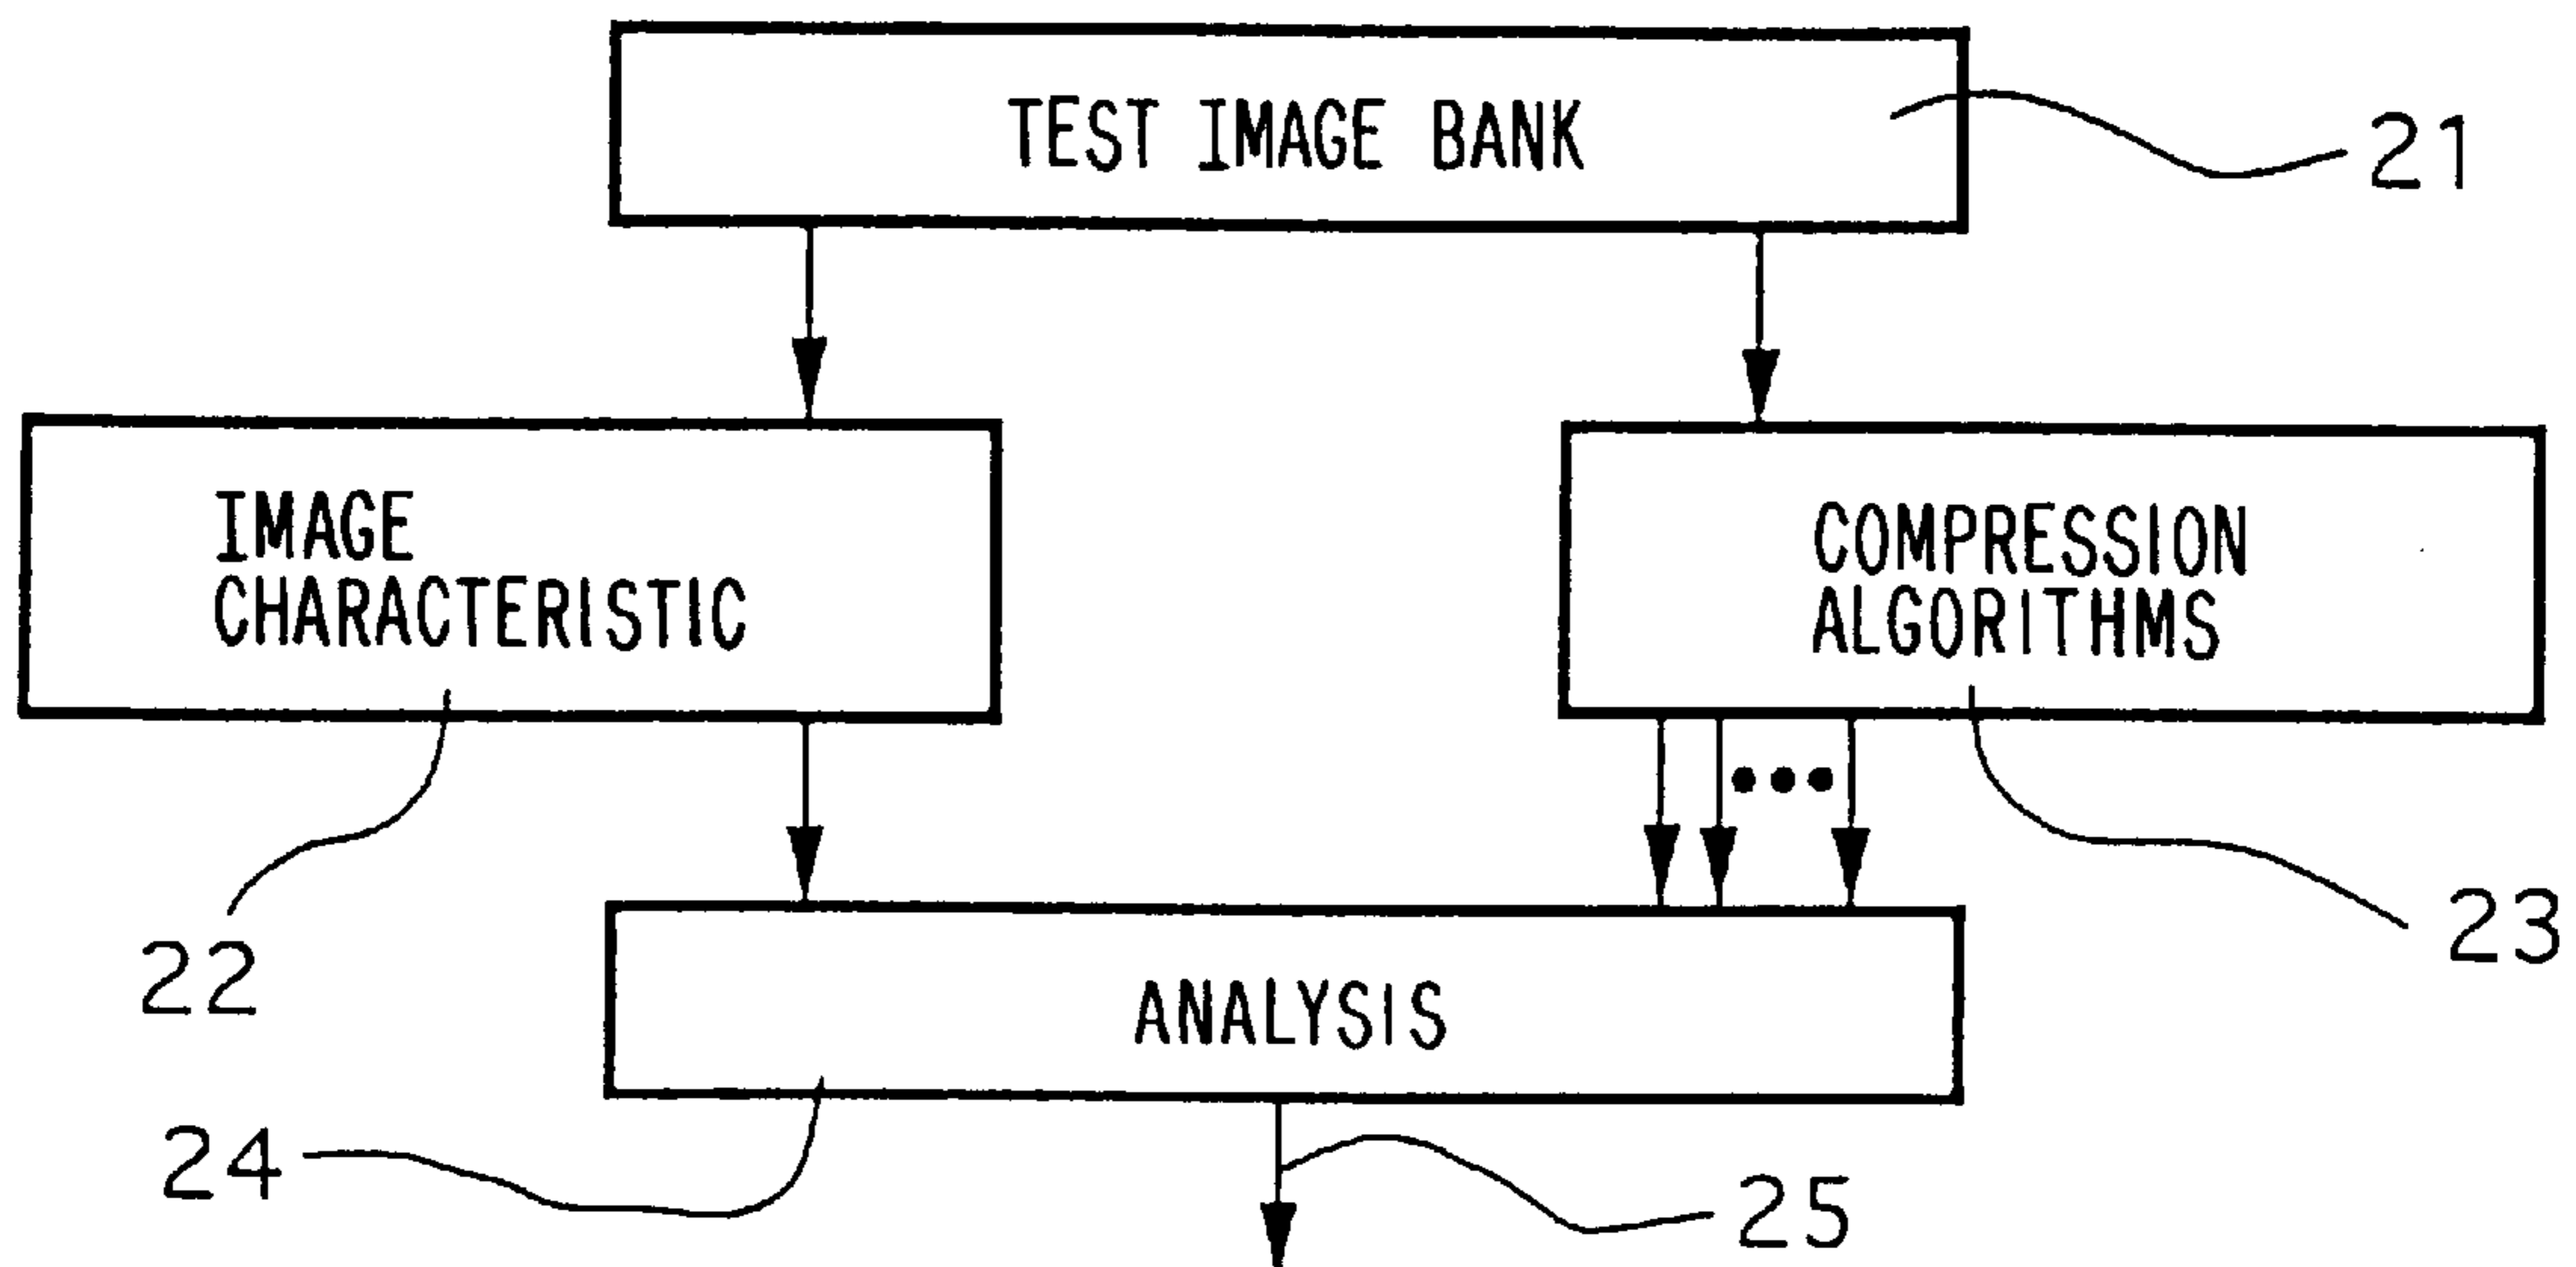 TEST IMAGE BANK
21
IMAGE
CHARACTERISTIC
COMPRESSION
ALGORITHMS
22
23
ANALYSIS
24
25